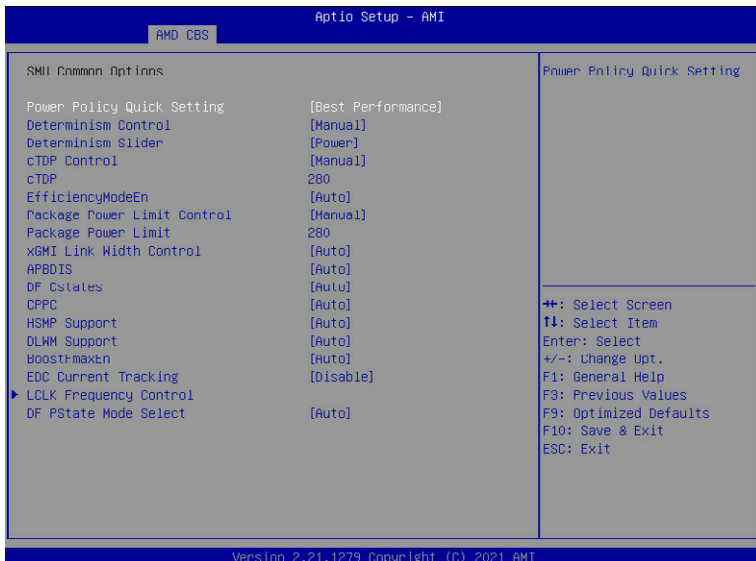 Aptio Setup - AMI
AMD CBS
SMU Common Options
Power Policy Quick Setting [Best Performance]
Determinism Control [Manual]
Determinism Slider [Power]
cTDP Control [Manual]
cTDP 280
EfficiencyModeEn [Auto]
Package Power Limit Control [Manual]
Package Power Limit 280
xGMI Link Width Control [Auto]
APBDIS [Auto]
DF Cstates [Auto]
CPPC [Auto]
HSMP Support [Auto]
DLWM Support [Auto]
BoostFmaxEn [Auto]
EDC Current Tracking [Disable]
LCLK Frequency Control
DF PState Mode Select [Auto]
Power Policy Quick Setting
→←: Select Screen
↑↓: Select Item
Enter: Select
+/-: Change Opt.
F1: General Help
F3: Previous Values
F9: Optimized Defaults
F10: Save & Exit
ESC: Exit
Version 2.21.1279 Copyright (C) 2021 AMI